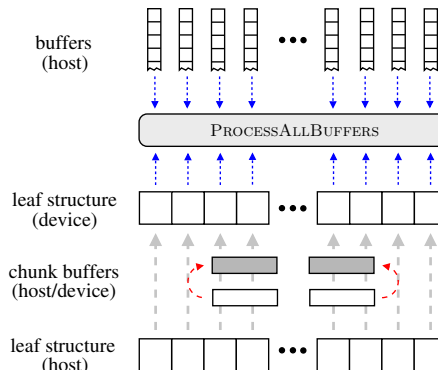 buffers
(host)
PROCESSALLBUFFERS
leaf structure
(device)
chunk buffers
(host/device)
leaf structure
(host)